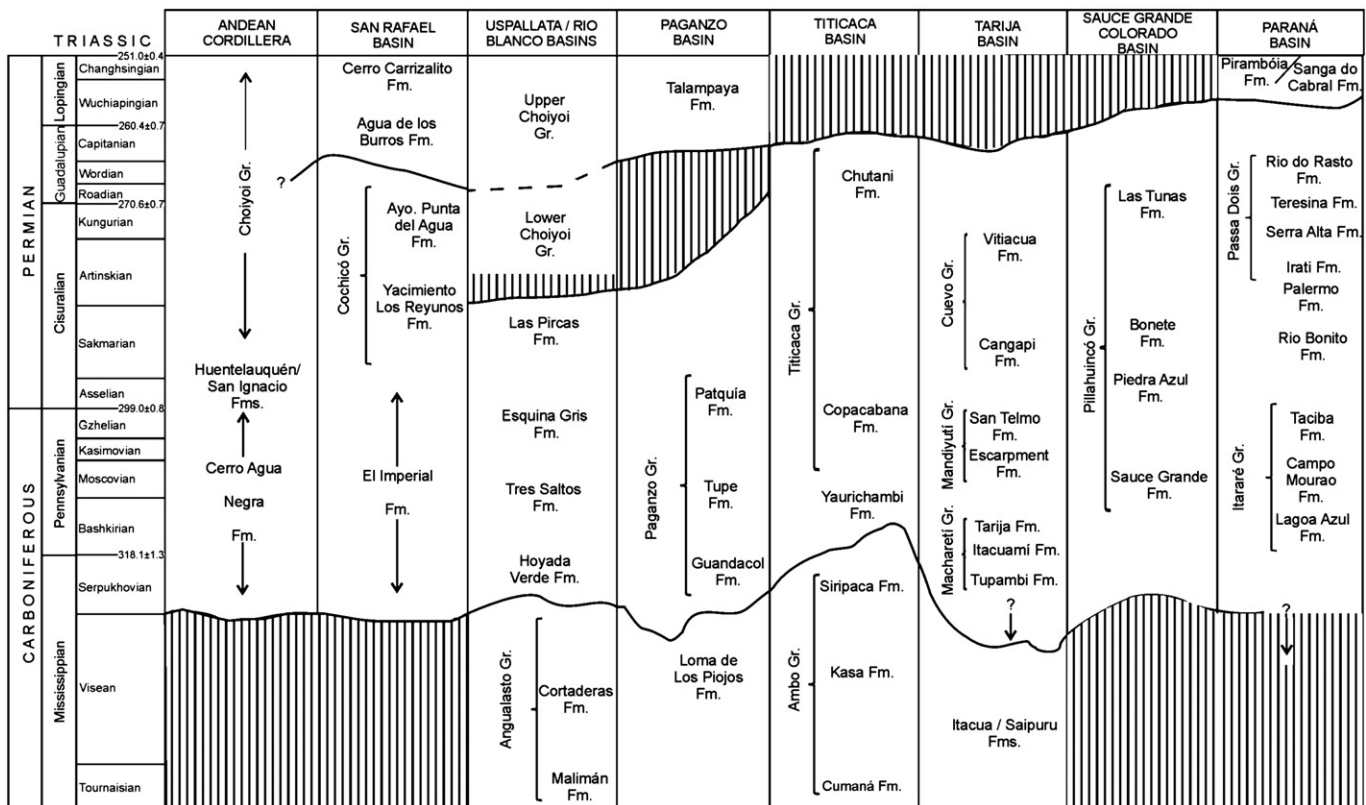 TRIASSIC
ANDEAN
CORDILLERA
SAN RAFAEL
BASIN
USPALLATA / RIO
BLANCO BASINS
PAGANZO
BASIN
TITICACA
BASIN
TARIJA
BASIN
SAUCE GRANDE
COLORADO
BASIN
PARANÁ
BASIN
PERMIAN
CARBONIFEROUS
Lopingian
Guadalupian
Cisuralian
Pennsylvanian
Mississippian
251.0±0.4
Changhsingian
Wuchiapingian
260.4±0.7
Capitanian
Wordian
Roadian
270.6±0.7
Kungurian
Artinskian
Sakmarian
Asselian
299.0±0.8
Gzhelian
Kasimovian
Moscovian
Bashkirian
318.1±1.3
Serpukhovian
Visean
Tournaisian
Choiyoi Gr.
?
Huentelauquén/
San Ignacio
Fms.
Cerro Agua
Negra
Fm.
Cerro Carrizalito
Fm.
Agua de los
Burros Fm.
Cochicó Gr.
Ayo. Punta
del Agua
Fm.
Yacimiento
Los Reyunos
Fm.
El Imperial
Fm.
Upper
Choiyoi
Gr.
Lower
Choiyoi
Gr.
Las Pircas
Fm.
Esquina Gris
Fm.
Tres Saltos
Fm.
Hoyada
Verde Fm.
Angualasto Gr.
Cortaderas
Fm.
Malimán
Fm.
Talampaya
Fm.
Paganzo Gr.
Patquía
Fm.
Tupe
Fm.
Guandacol
Fm.
Loma de
Los Piojos
Fm.
Titicaca Gr.
Chutani
Fm.
Copacabana
Fm.
Yaurichambi
Fm.
Ambo Gr.
Siripaca Fm.
Kasa Fm.
Cumaná Fm.
Cuevo Gr.
Vitiacua
Fm.
Cangapi
Fm.
Mandiyutí Gr.
San Telmo
Fm.
Escarpment
Fm.
Macharetí Gr.
Tarija Fm.
Itacuamí Fm.
Tupambi Fm.
?
Itacua / Saipuru
Fms.
Pillahuincó Gr.
Las Tunas
Fm.
Bonete
Fm.
Piedra Azul
Fm.
Sauce Grande
Fm.
Pirambóia
Fm.
Sanga do
Cabral Fm.
Passa Dois Gr.
Rio do Rasto
Fm.
Teresina Fm.
Serra Alta Fm.
Irati Fm.
Palermo
Fm.
Rio Bonito
Fm.
Itararé Gr.
Taciba
Fm.
Campo
Mourao
Fm.
Lagoa Azul
Fm.
?